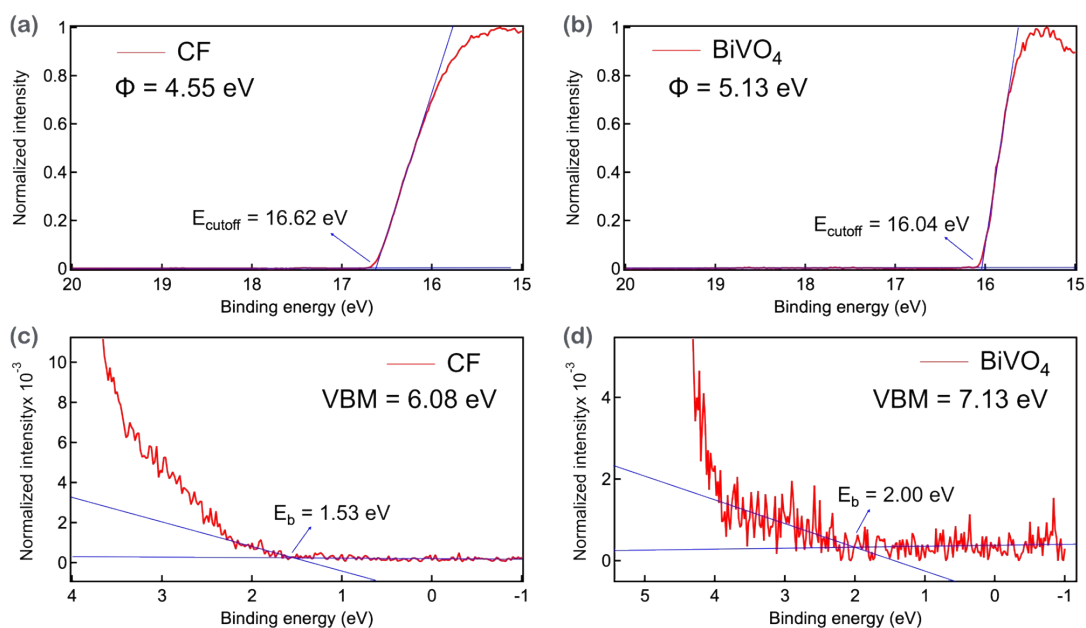 (a)
CF
Φ = 4.55 eV
E_cutoff = 16.62 eV
Normalized intensity
1
0.8
0.6
0.4
0.2
0
20 19 18 17 16 15
Binding energy (eV)
(b)
BiVO₄
Φ = 5.13 eV
E_cutoff = 16.04 eV
Normalized intensity
1
0.8
0.6
0.4
0.2
0
20 19 18 17 16 15
Binding energy (eV)
(c)
CF
VBM = 6.08 eV
E_b = 1.53 eV
Normalized intensityx 10⁻³
10
8
6
4
2
0
4 3 2 1 0 -1
Binding energy (eV)
(d)
BiVO₄
VBM = 7.13 eV
E_b = 2.00 eV
Normalized intensityx 10⁻³
4
2
0
5 4 3 2 1 0 -1
Binding energy (eV)